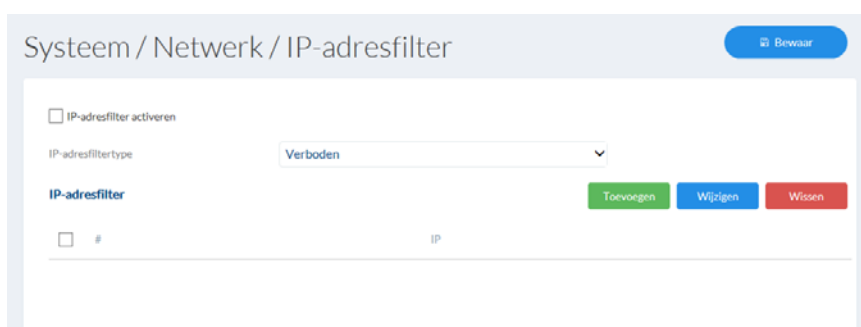 Systeem / Netwerk / IP-adresfilter
Bewaar
IP-adresfilter activeren
IP-adresfiltertype Verboden
IP-adresfilter Toevoegen Wijzigen Wissen
# IP